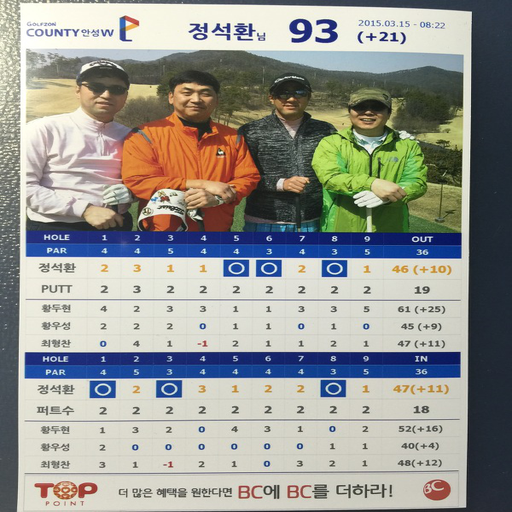 GOLFZON
COUNTY 안성W
정석환님 93 (+21) 2015.03.15 - 08:22
HOLE 1 2 3 4 5 6 7 8 9 OUT
PAR 4 4 5 4 4 3 4 3 5 36
정석환 2 3 1 1 O O 2 O 1 46 (+10)
PUTT 2 3 2 2 2 2 2 2 2 19
황두현 4 2 3 3 1 1 3 3 5 61 (+25)
황우성 2 2 2 0 1 1 0 1 0 45 (+9)
최형찬 0 4 1 -1 2 1 1 2 1 47 (+11)
HOLE 1 2 3 4 5 6 7 8 9 IN
PAR 4 5 3 4 4 4 4 3 5 36
정석환 O 2 O 3 1 2 2 O 1 47(+11)
퍼트수 2 2 2 2 2 2 2 2 2 18
황두현 1 3 2 0 4 3 1 0 2 52(+16)
황우성 2 0 0 0 0 0 0 1 1 40(+4)
최형찬 3 1 -1 2 1 0 3 2 1 48(+12)
TOP
POINT
더 많은 혜택을 원한다면 BC에 BC를 더하라!
BC